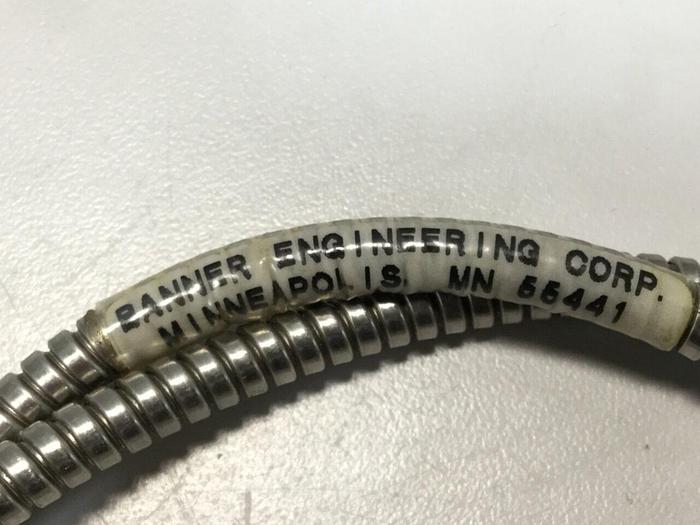 BANNER ENGINEERING CORP.
MINNEAPOLIS, MN 55441